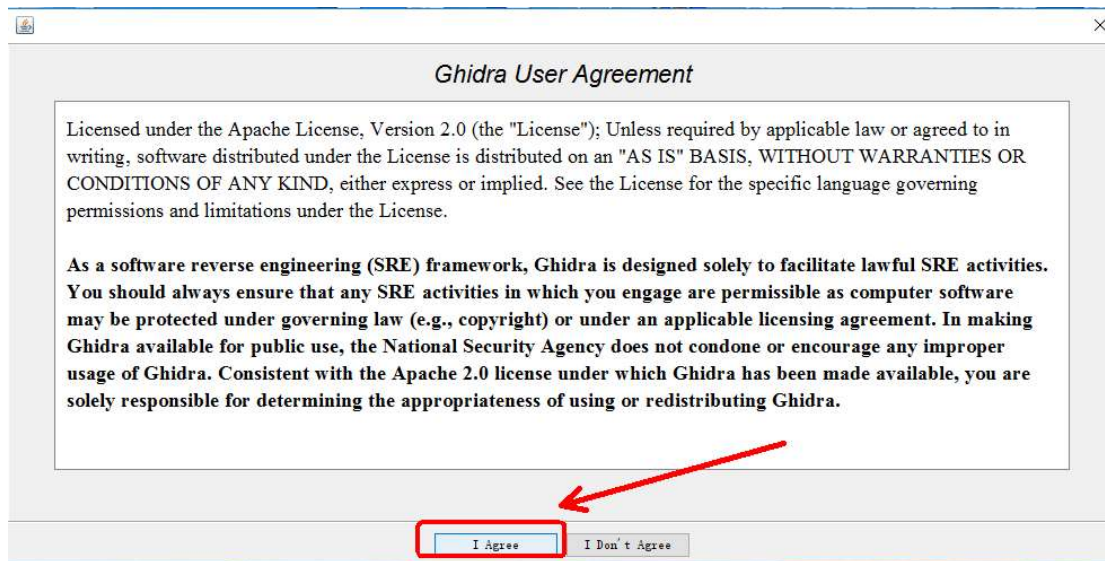 Ghidra User Agreement
Licensed under the Apache License, Version 2.0 (the "License"); Unless required by applicable law or agreed to in
writing, software distributed under the License is distributed on an "AS IS" BASIS, WITHOUT WARRANTIES OR
CONDITIONS OF ANY KIND, either express or implied. See the License for the specific language governing
permissions and limitations under the License.
As a software reverse engineering (SRE) framework, Ghidra is designed solely to facilitate lawful SRE activities.
You should always ensure that any SRE activities in which you engage are permissible as computer software
may be protected under governing law (e.g., copyright) or under an applicable licensing agreement. In making
Ghidra available for public use, the National Security Agency does not condone or encourage any improper
usage of Ghidra. Consistent with the Apache 2.0 license under which Ghidra has been made available, you are
solely responsible for determining the appropriateness of using or redistributing Ghidra.
I Agree I Don't Agree